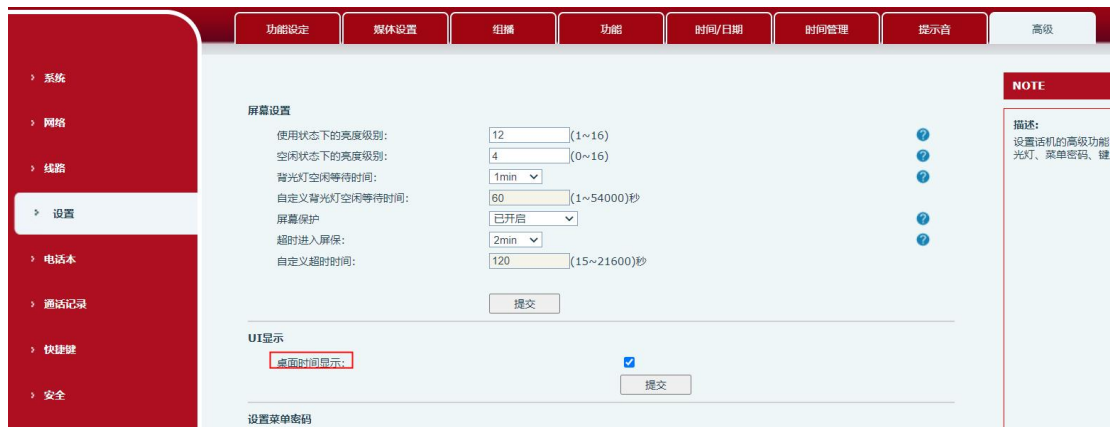 功能设定 媒体设置 组播 功能 时间/日期 时间管理 提示音 高级
系统
网络
线路
设置
电话本
通话记录
快捷键
安全
屏幕设置
使用状态下的亮度级别: 12 (1~16)
空闲状态下的亮度级别: 4 (0~16)
背光灯空闲等待时间: 1min
自定义背光灯空闲等待时间: 60 (1~54000)秒
屏幕保护 已开启
超时进入屏保: 2min
自定义超时时间: 120 (15~21600)秒
提交
UI显示
桌面时间显示:
提交
设置菜单密码
NOTE
描述:
设置话机的高级功能
光灯、菜单密码、键